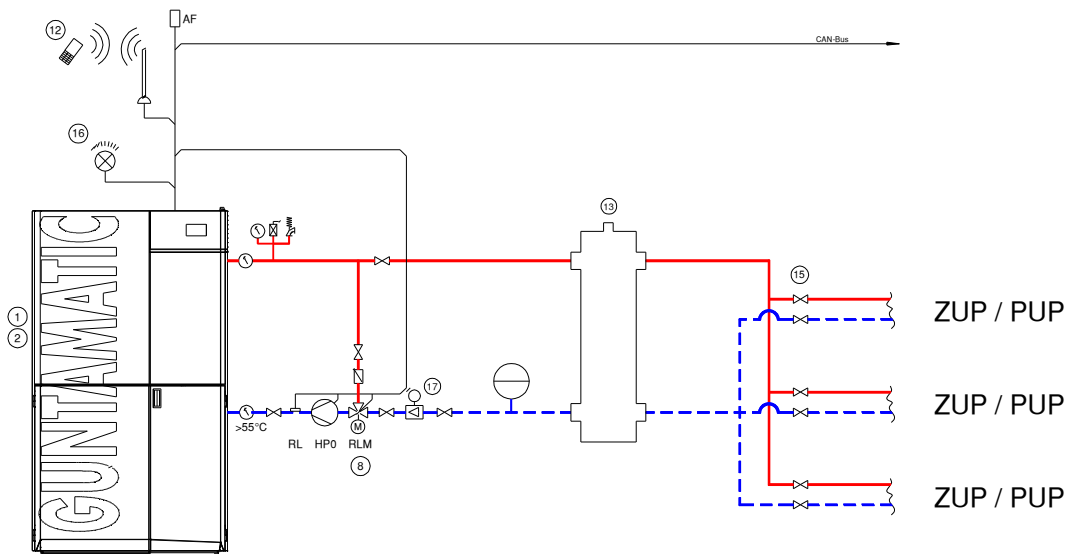 12
AF
CAN-Bus
16
13
GUNTAMATIC
15
1
2
ZUP / PUP
17
ZUP / PUP
>55°C
RL
HP0
RLM
M
8
ZUP / PUP